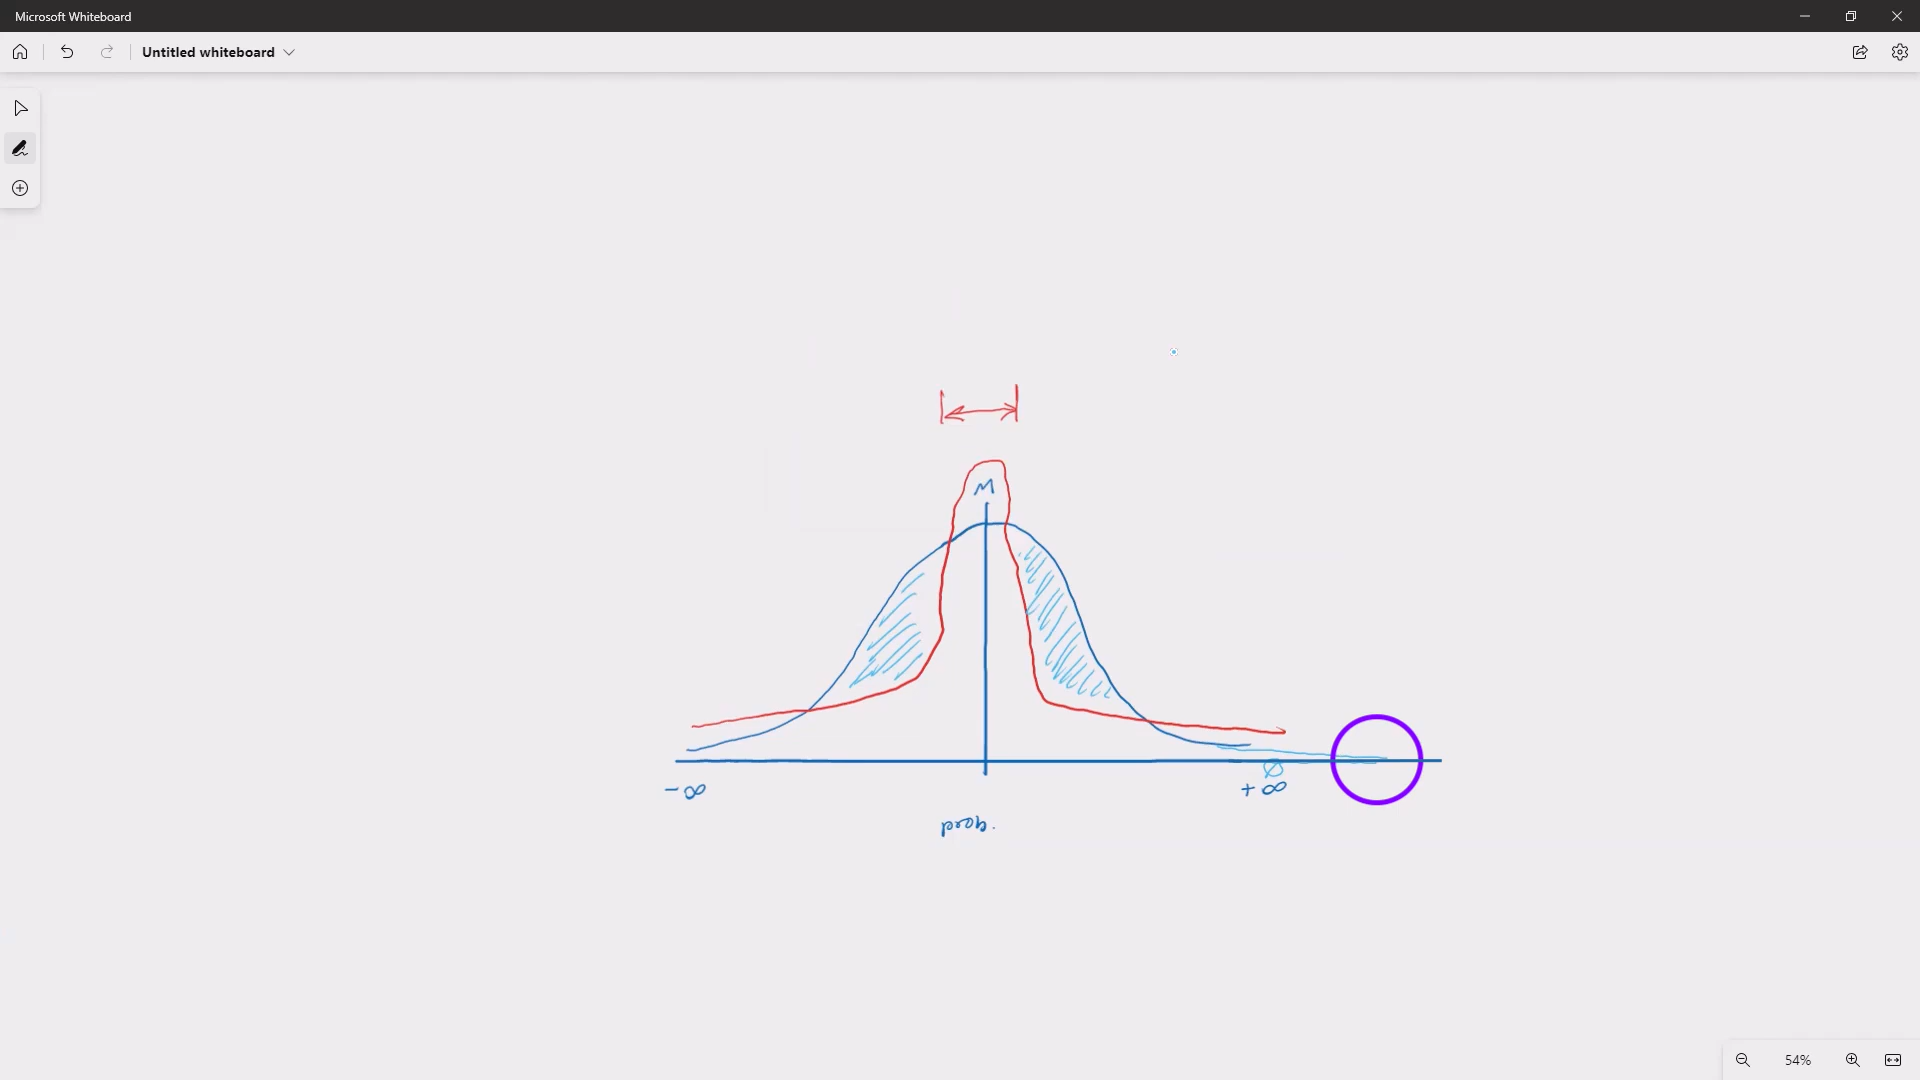 Microsoft Whiteboard
Untitled whiteboard
M
-∞
+∞
prob.
54%